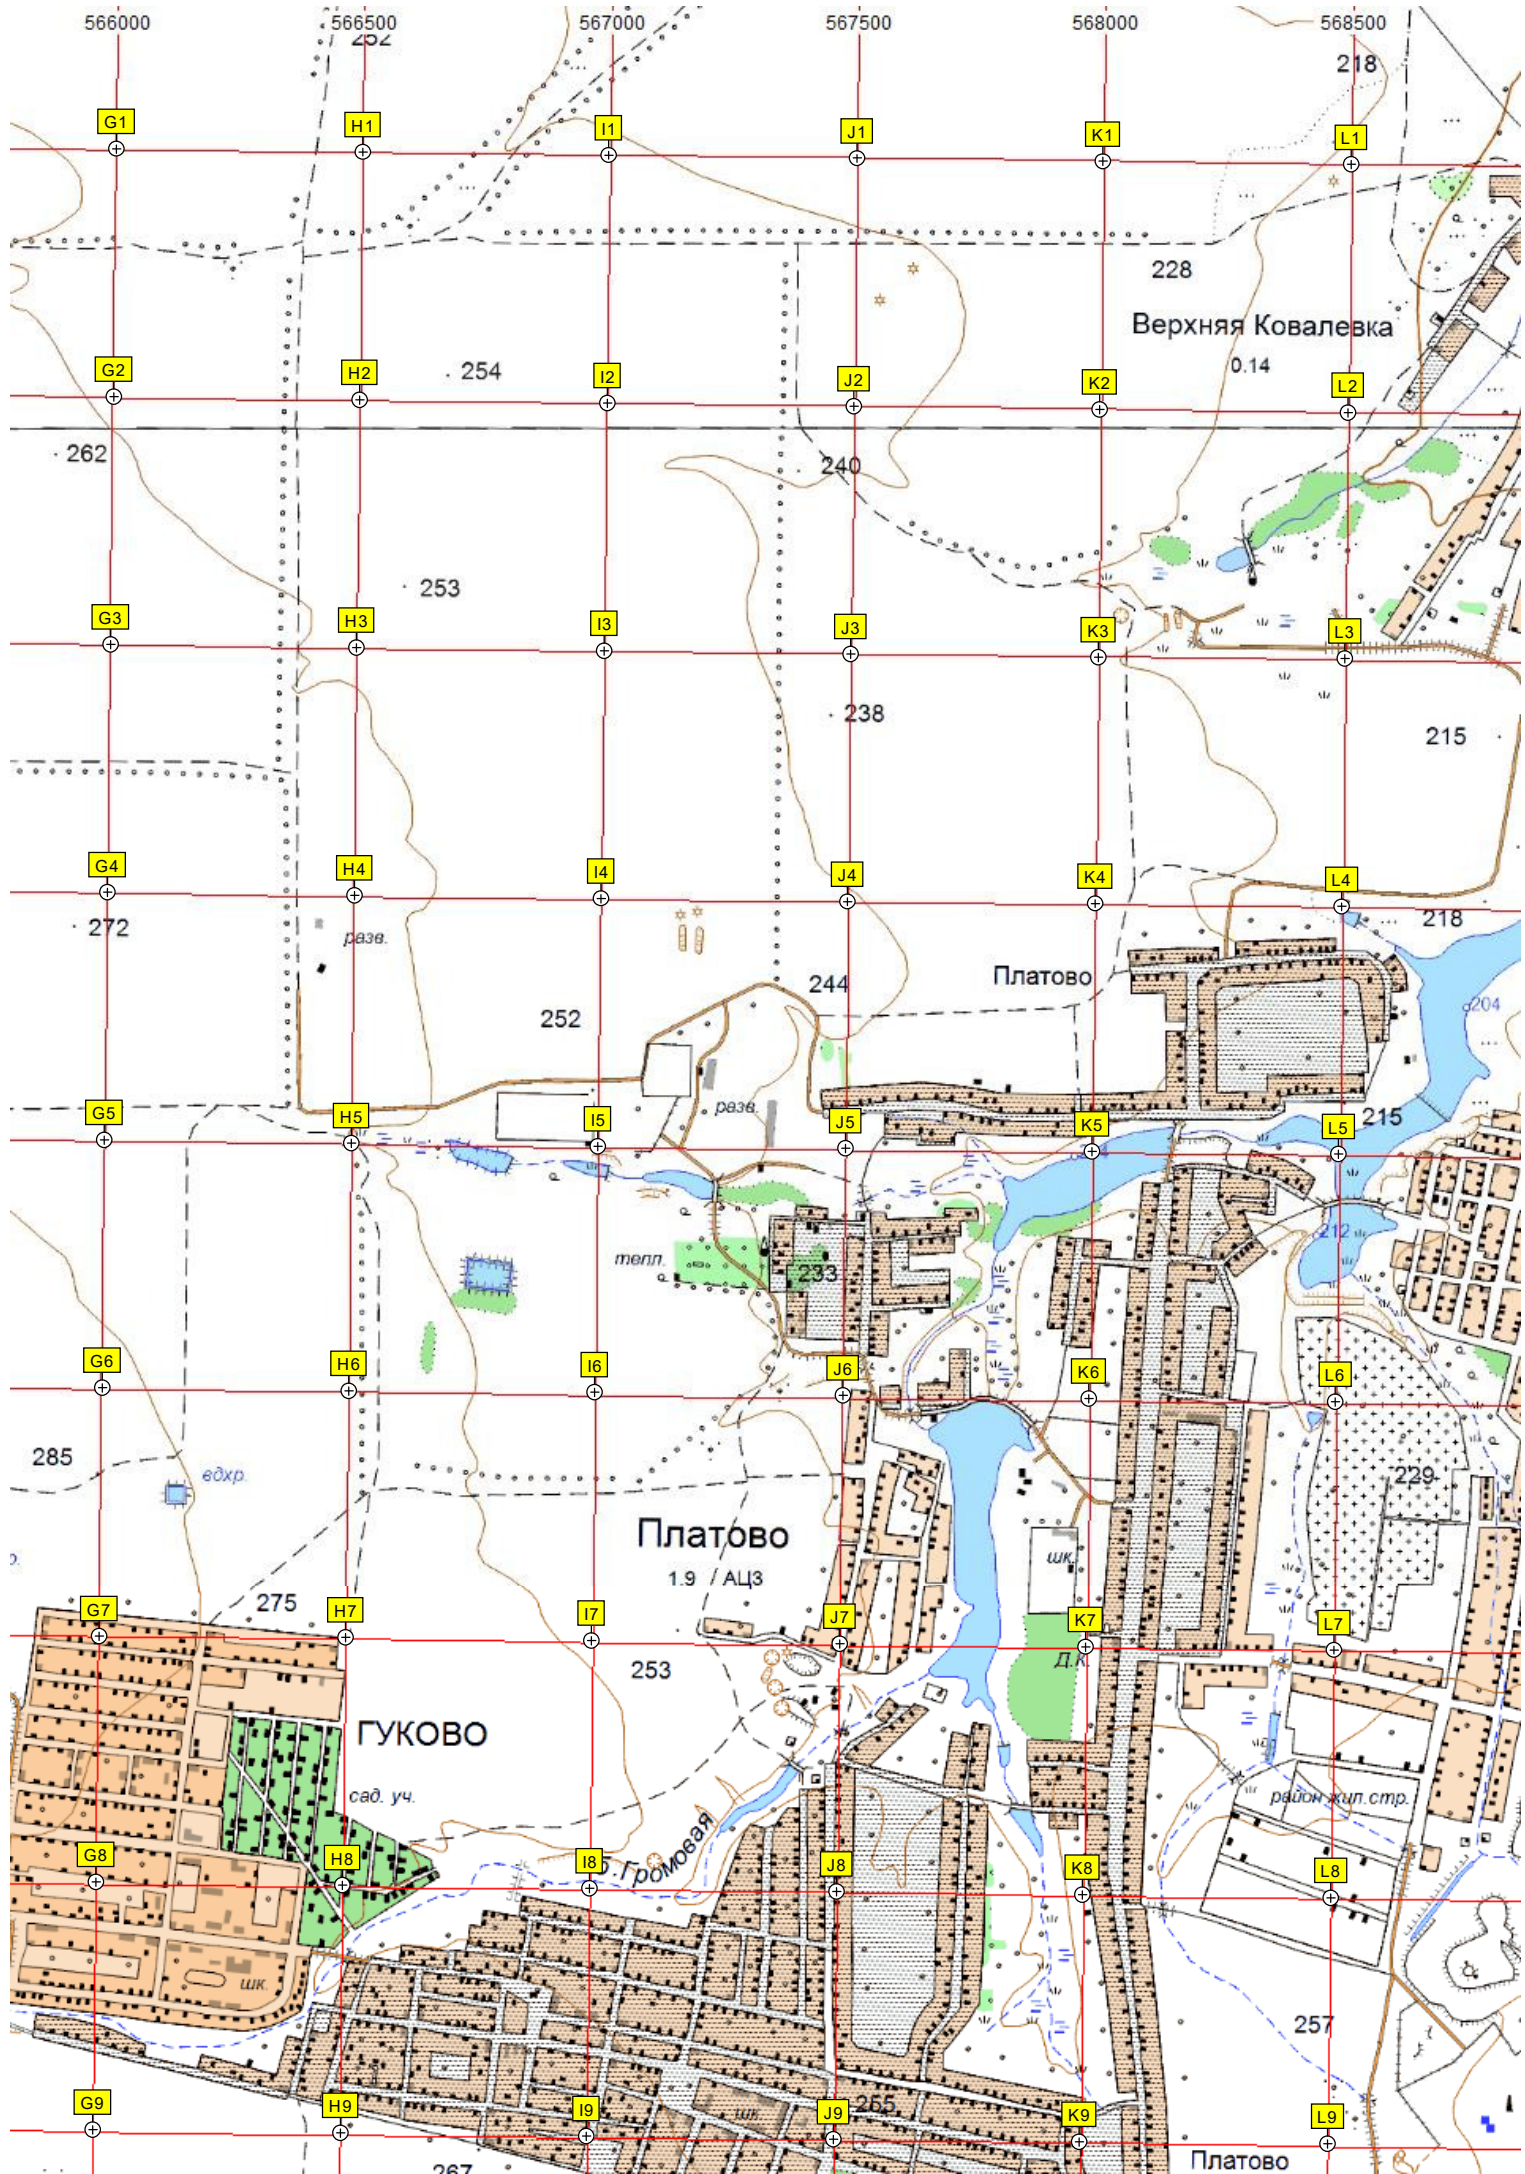 566000 566500 567000 567500 568000 568500
252
218
G1 H1 I1 J1 K1 L1
228
Верхняя Ковалевка
0.14
G2 H2 I2 J2 K2 L2
254
262
240
253
G3 H3 I3 J3 K3 L3
238
215
G4 H4 I4 J4 K4 L4
272
разв.
218
244
Платово
252
204
разв.
G5 H5 I5 J5 K5 L5
215
212
тепл.
233
G6 H6 I6 J6 K6 L6
285
вдхр.
229
Платово
1.9 АЦЗ
шк.
275
G7 H7 I7 J7 K7 L7
253
Д.К.
ГУКОВО
сад. уч.
район жил.стр.
б. Громовая
G8 H8 I8 J8 K8 L8
шк.
257
265
шк.
G9 H9 I9 J9 K9 L9
Платово
267